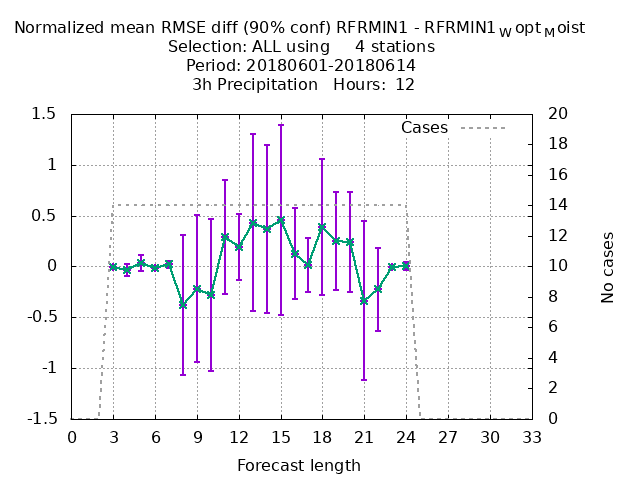 Normalized mean RMSE diff (90% conf) RFRMIN1 - RFRMIN1WoptMoist
Selection: ALL using     4 stations
Period: 20180601-20180614
3h Precipitation   Hours:  12
Cases
1.5
1
0.5
0
-0.5
-1
-1.5
20
18
16
14
12
10
8
6
4
2
0
No cases
0 3 6 9 12 15 18 21 24 27 30 33
Forecast length